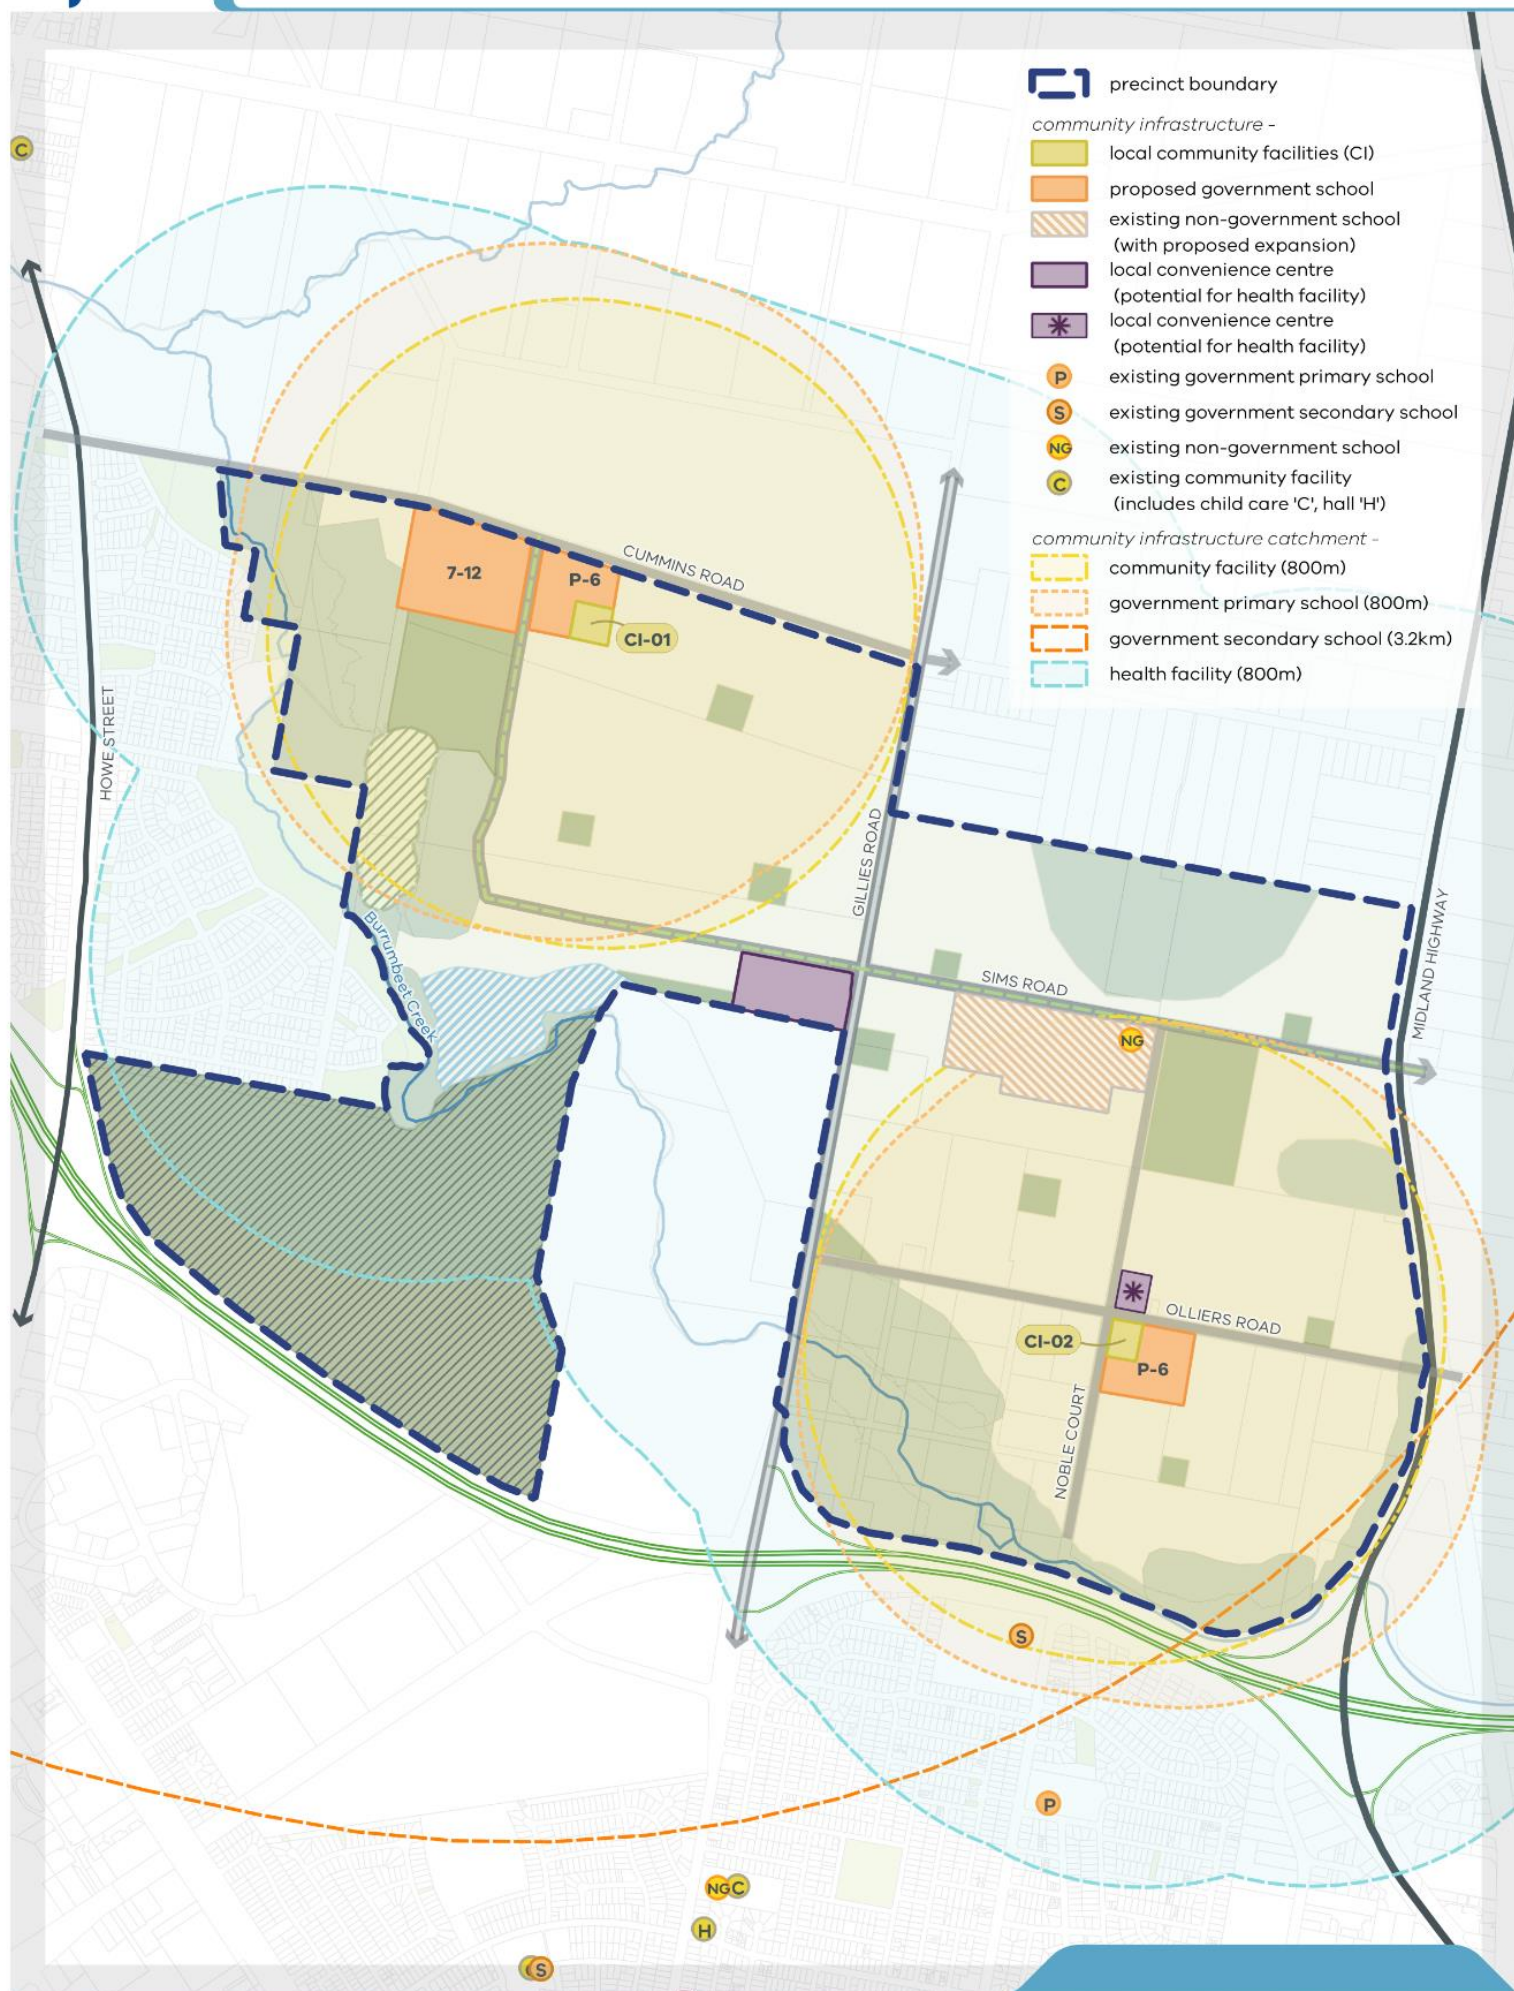 precinct boundary
community infrastructure -
local community facilities (CI)
proposed government school
existing non-government school
(with proposed expansion)
local convenience centre
(potential for health facility)
local convenience centre
(potential for health facility)
P
existing government primary school
S
existing government secondary school
NG
existing non-government school
C
existing community facility
(includes child care 'C', hall 'H')
community infrastructure catchment -
community facility (800m)
government primary school (800m)
government secondary school (3.2km)
health facility (800m)
C
CUMMINS ROAD
7-12
P-6
CI-01
HOWE STREET
GILLIES ROAD
Burrumbeet Creek
SIMS ROAD
MIDLAND HIGHWAY
NG
OLLIERS ROAD
CI-02
P-6
NOBLE COURT
S
P
NG
C
H
S